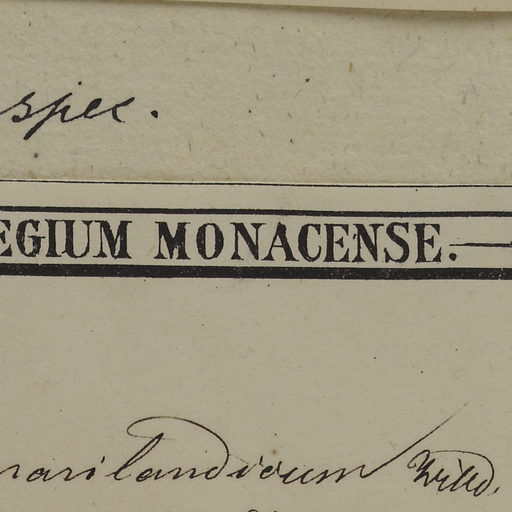 spec.
EGIUM MONACENSE.
marilandicum Willd.